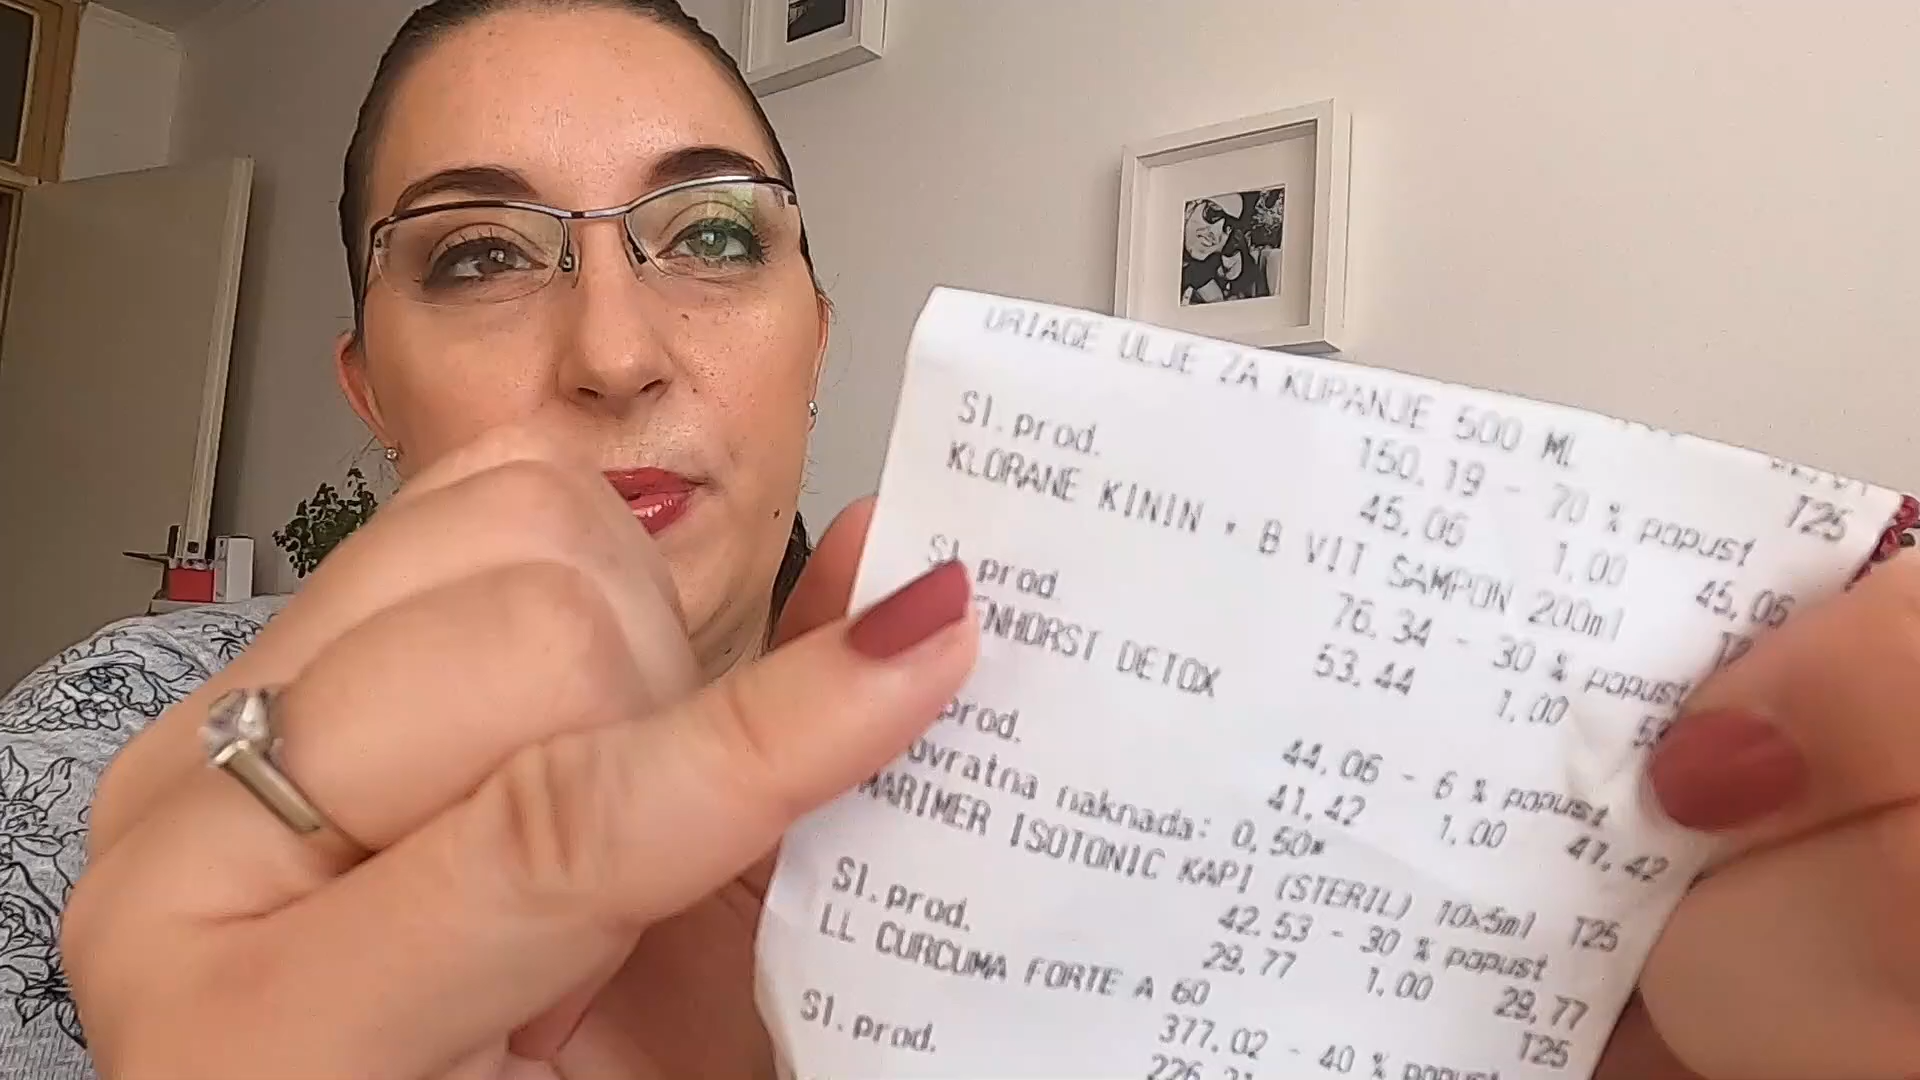 URIAGE ULJE ZA KUPANJE 500 ML
T25
Sl.prod. 150,19 - 70 % popust
45,06 1,00 45,06
KLORANE KININ + B VIT ŠAMPON 200ml
Sl.prod. 76,34 - 30 % popust
53,44 1,00
ENHORST DETOX
prod. 44,06 - 6 % popust
41,42 1,00 41,42
ovratna naknada: 0,50*
MARIMER ISOTONIC KAPI (STERIL) 10x5ml T25
Sl.prod. 42,53 - 30 % popust
29,77 1,00 29,77
LL CURCUMA FORTE A 60 T25
Sl.prod. 377,02 - 40 % popust